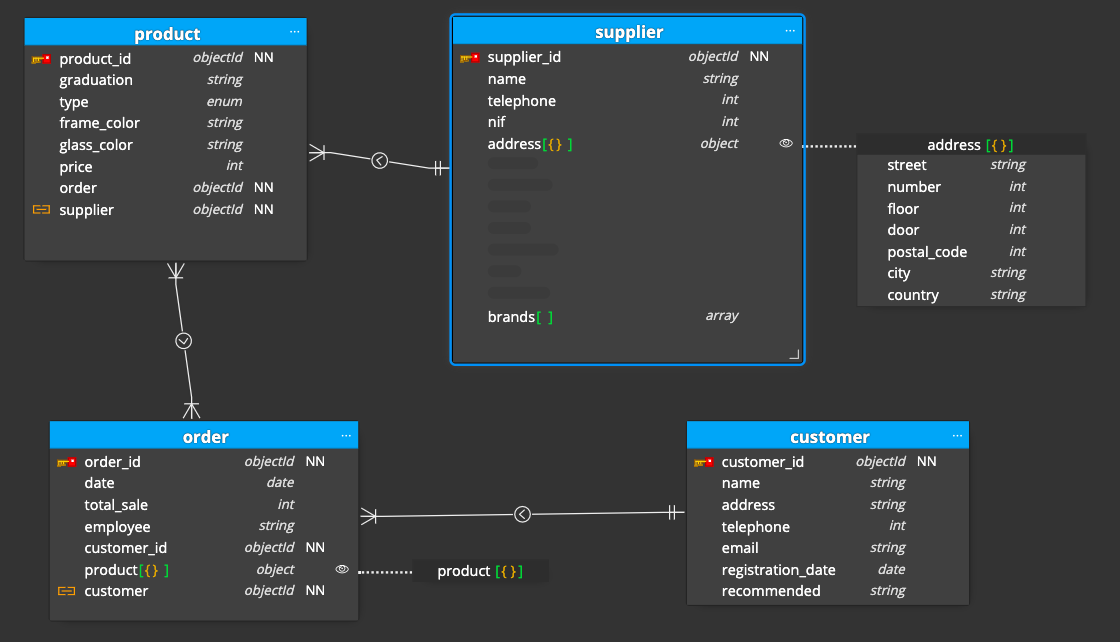 product ...
product_id objectId NN
graduation string
type enum
frame_color string
glass_color string
price int
order objectId NN
supplier objectId NN
supplier ...
supplier_id objectId NN
name string
telephone int
nif int
address[{} ] object
brands[ ] array
address [{}]
street string
number int
floor int
door int
postal_code int
city string
country string
order ...
order_id objectId NN
date date
total_sale int
employee string
customer_id objectId NN
product[{} ] object
customer objectId NN
product [{}]
customer ...
customer_id objectId NN
name string
address string
telephone int
email string
registration_date date
recommended string